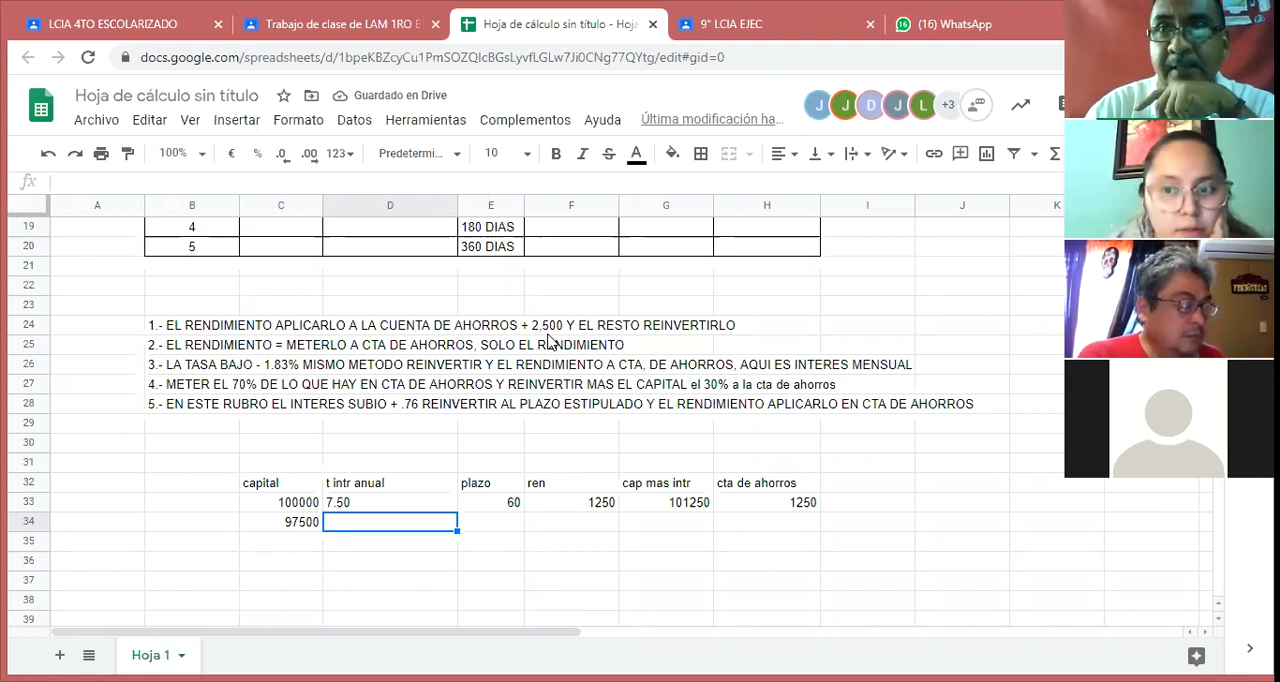 LCIA 4TO ESCOLARIZADO
Trabajo de clase de LAM 1RO E
Hoja de cálculo sin título - Hoja
9° LCIA EJEC
(16) WhatsApp
docs.google.com/spreadsheets/d/1bpeKBZcyCu1PmSOZQIcBGsLyvfLGLw7Ji0CNg77QYtg/edit#gid=0
Hoja de cálculo sin título
Guardado en Drive
J J D J L +3
Archivo Editar Ver Insertar Formato Datos Herramientas Complementos Ayuda Última modificación ha...
100% € % .0 .00 123 Predetermi... 10 B I S A Σ
fx
A B C D E F G H I J K
19 4 180 DIAS
20 5 360 DIAS
21
22
23
24 1.- EL RENDIMIENTO APLICARLO A LA CUENTA DE AHORROS + 2,500 Y EL RESTO REINVERTIRLO
25 2.- EL RENDIMIENTO = METERLO A CTA DE AHORROS, SOLO EL RENDIMIENTO
26 3.- LA TASA BAJO - 1.83% MISMO METODO REINVERTIR Y EL RENDIMIENTO A CTA, DE AHORROS, AQUI ES INTERES MENSUAL
27 4.- METER EL 70% DE LO QUE HAY EN CTA DE AHORROS Y REINVERTIR MAS EL CAPITAL el 30% a la cta de ahorros
28 5.- EN ESTE RUBRO EL INTERES SUBIO + .76 REINVERTIR AL PLAZO ESTIPULADO Y EL RENDIMIENTO APLICARLO EN CTA DE AHORROS
29
30
31
32 capital t intr anual plazo ren cap mas intr cta de ahorros
33 100000 7.50 60 1250 101250 1250
34 97500
35
36
37
38
39
Hoja 1